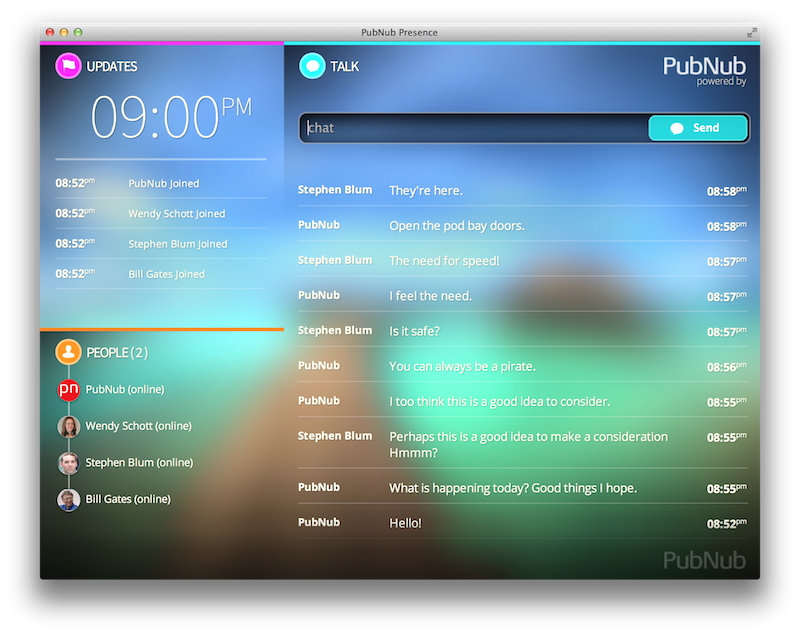 PubNub Presence
UPDATES
09:00PM
08:52pm PubNub Joined
08:52pm Wendy Schott Joined
08:52pm Stephen Blum Joined
08:52pm Bill Gates Joined
PEOPLE (2)
pn PubNub (online)
Wendy Schott (online)
Stephen Blum (online)
Bill Gates (online)
TALK
PubNub
powered by
chat
Send
Stephen Blum They're here. 08:58pm
PubNub Open the pod bay doors. 08:58pm
Stephen Blum The need for speed! 08:57pm
PubNub I feel the need. 08:57pm
Stephen Blum Is it safe? 08:57pm
PubNub You can always be a pirate. 08:56pm
PubNub I too think this is a good idea to consider. 08:55pm
Stephen Blum Perhaps this is a good idea to make a consideration 08:55pm
Hmmm?
PubNub What is happening today? Good things I hope. 08:55pm
PubNub Hello! 08:52pm
PubNub